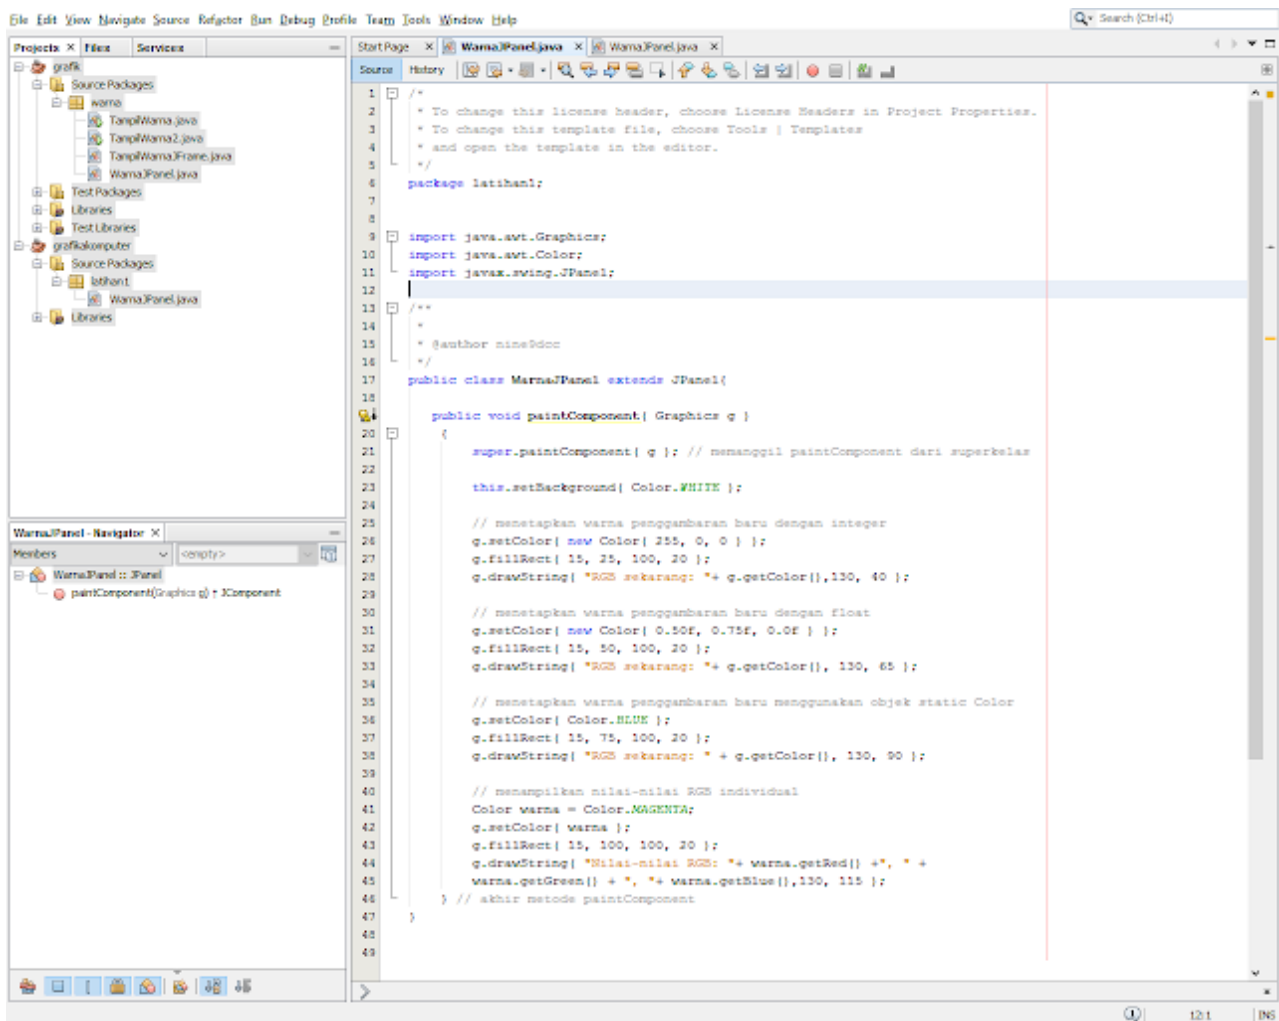 File Edit View Navigate Source Refactor Run Debug Profile Team Tools Window Help
Search (Ctrl+I)
Projects × Files Services
grafik
Source Packages
warna
TampilWarna.java
TampilWarna2.java
TampilWarnaJFrame.java
WarnaJPanel.java
Test Packages
Libraries
Test Libraries
grafikakomputer
Source Packages
latihan1
WarnaJPanel.java
Libraries
WarnaJPanel - Navigator ×
Members <empty>
WarnaJPanel :: JPanel
paintComponent(Graphics g) ↑ JComponent
Start Page × WarnaJPanel.java × WarnaJPanel.java ×
Source History
1 /*
2 * To change this license header, choose License Headers in Project Properties.
3 * To change this template file, choose Tools | Templates
4 * and open the template in the editor.
5 */
6 package latihan1;
7
8
9 import java.awt.Graphics;
10 import java.awt.Color;
11 import javax.swing.JPanel;
12
13 /**
14 *
15 * @author nine9dcc
16 */
17 public class WarnaJPanel extends JPanel{
18
public void paintComponent( Graphics g )
20 {
21 super.paintComponent( g ); // memanggil paintComponent dari superkelas
22
23 this.setBackground( Color.WHITE );
24
25 // menetapkan warna penggambaran baru dengan integer
26 g.setColor( new Color( 255, 0, 0 ) );
27 g.fillRect( 15, 25, 100, 20 );
28 g.drawString( "RGB sekarang: "+ g.getColor(),130, 40 );
29
30 // menetapkan warna penggambaran baru dengan float
31 g.setColor( new Color( 0.50f, 0.75f, 0.0f ) );
32 g.fillRect( 15, 50, 100, 20 );
33 g.drawString( "RGB sekarang: "+ g.getColor(), 130, 65 );
34
35 // menetapkan warna penggambaran baru menggunakan objek static Color
36 g.setColor( Color.BLUE );
37 g.fillRect( 15, 75, 100, 20 );
38 g.drawString( "RGB sekarang: " + g.getColor(), 130, 90 );
39
40 // menampilkan nilai-nilai RGB individual
41 Color warna = Color.MAGENTA;
42 g.setColor( warna );
43 g.fillRect( 15, 100, 100, 20 );
44 g.drawString( "Nilai-nilai RGB: "+ warna.getRed() +", " +
45 warna.getGreen() + ", "+ warna.getBlue(),130, 115 );
46 } // akhir metode paintComponent
47 }
48
49
1 12:1 INS